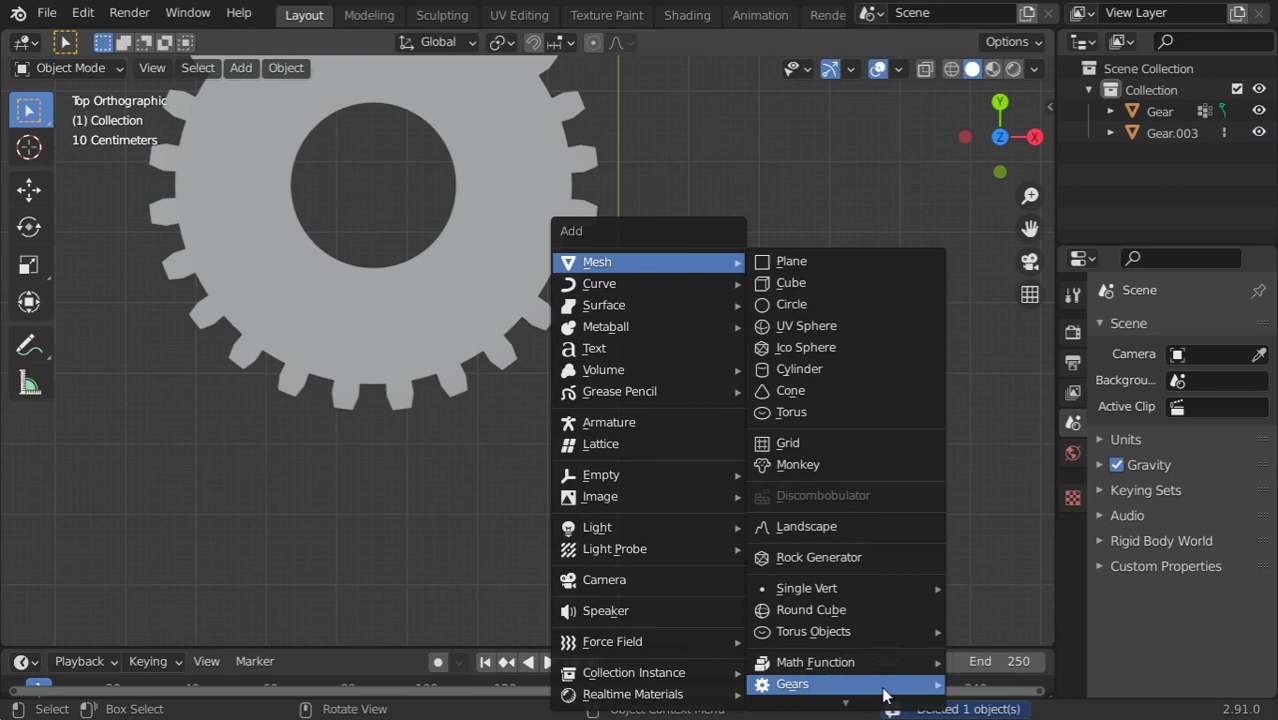 File Edit Render Window Help Layout Modeling Sculpting UV Editing Texture Paint Shading Animation Rende Scene View Layer
Global Options
Object Mode View Select Add Object
Top Orthographic
(1) Collection
10 Centimeters
Y
Z X
Scene Collection
Collection
Gear
Gear.003
Scene
Scene
Camera
Backgrou...
Active Clip
Units
Gravity
Keying Sets
Audio
Rigid Body World
Custom Properties
Add
Mesh
Curve
Surface
Metaball
Text
Volume
Grease Pencil
Armature
Lattice
Empty
Image
Light
Light Probe
Camera
Speaker
Force Field
Collection Instance
Realtime Materials
Plane
Cube
Circle
UV Sphere
Ico Sphere
Cylinder
Cone
Torus
Grid
Monkey
Discombobulator
Landscape
Rock Generator
Single Vert
Round Cube
Torus Objects
Math Function
Gears
Playback Keying View Marker End 250
Select Box Select Rotate View Object Context Menu Deleted 1 object(s) 2.91.0